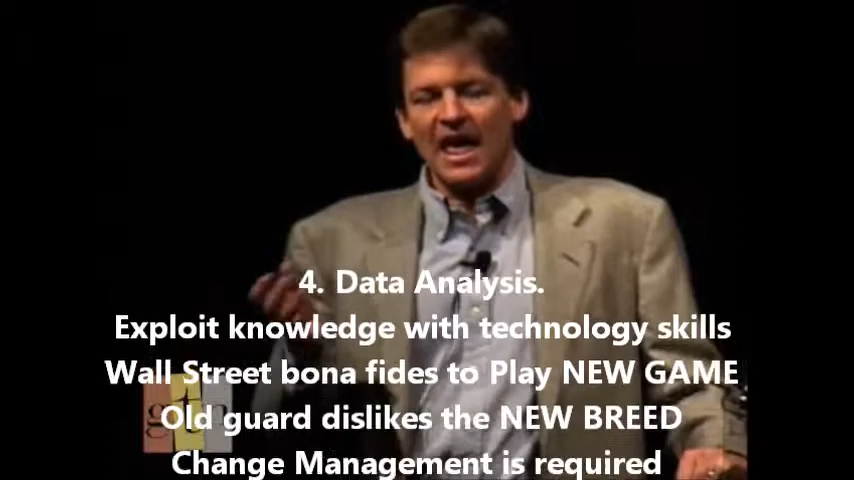 4. Data Analysis.
Exploit knowledge with technology skills
Wall Street bona fides to Play NEW GAME
Old guard dislikes the NEW BREED
Change Management is required